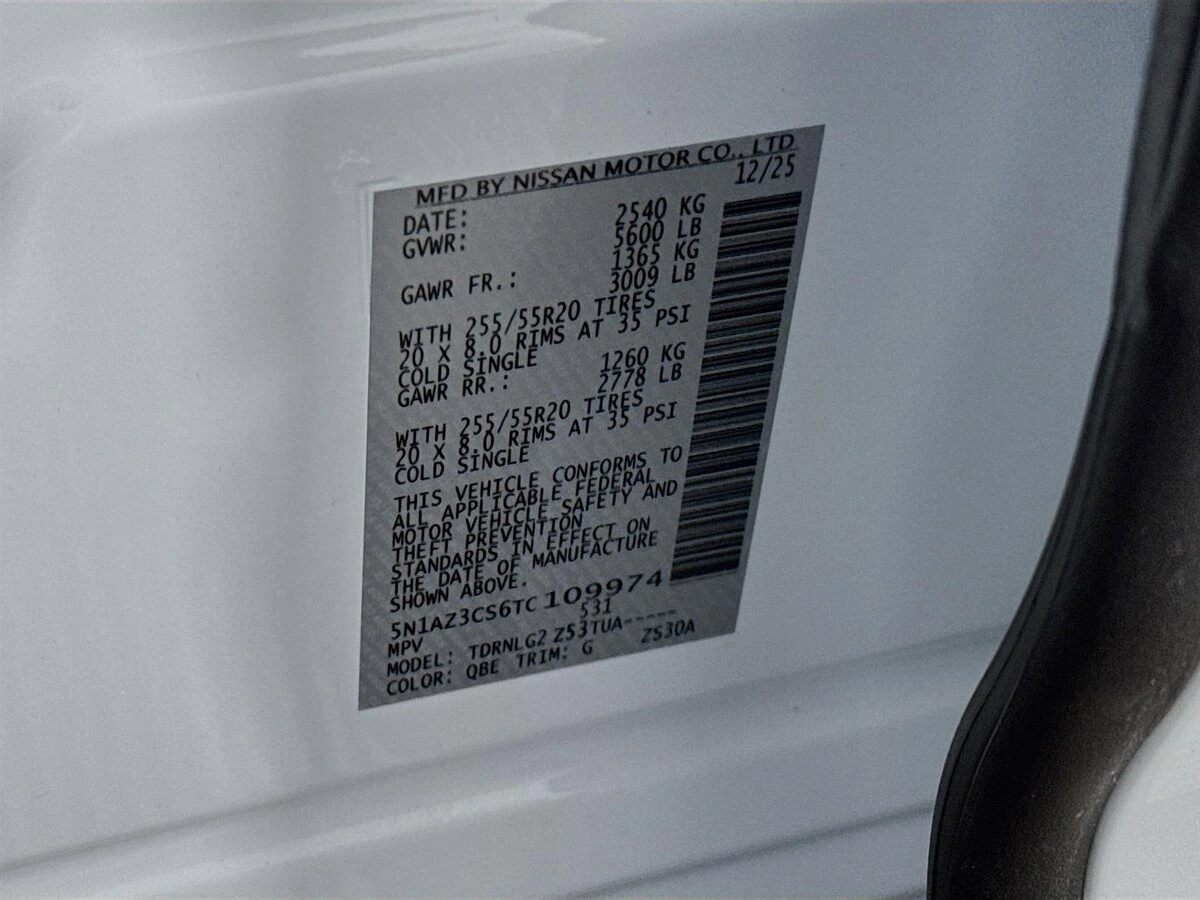 MFD BY NISSAN MOTOR CO., LTD
DATE: 12/25
GVWR: 2540 KG
5600 LB
GAWR FR.: 1365 KG
3009 LB
WITH 255/55R20 TIRES
20 X 8.0 RIMS AT 35 PSI
COLD SINGLE
GAWR RR.: 1260 KG
2778 LB
WITH 255/55R20 TIRES
20 X 8.0 RIMS AT 35 PSI
COLD SINGLE
THIS VEHICLE CONFORMS TO
ALL APPLICABLE FEDERAL
MOTOR VEHICLE SAFETY AND
THEFT PREVENTION
STANDARDS IN EFFECT ON
THE DATE OF MANUFACTURE
SHOWN ABOVE.
5N1AZ3CS6TC109974
MPV 531
MODEL: TDRNLG2 Z53TUA-----
COLOR: QBE TRIM: G ZS30A